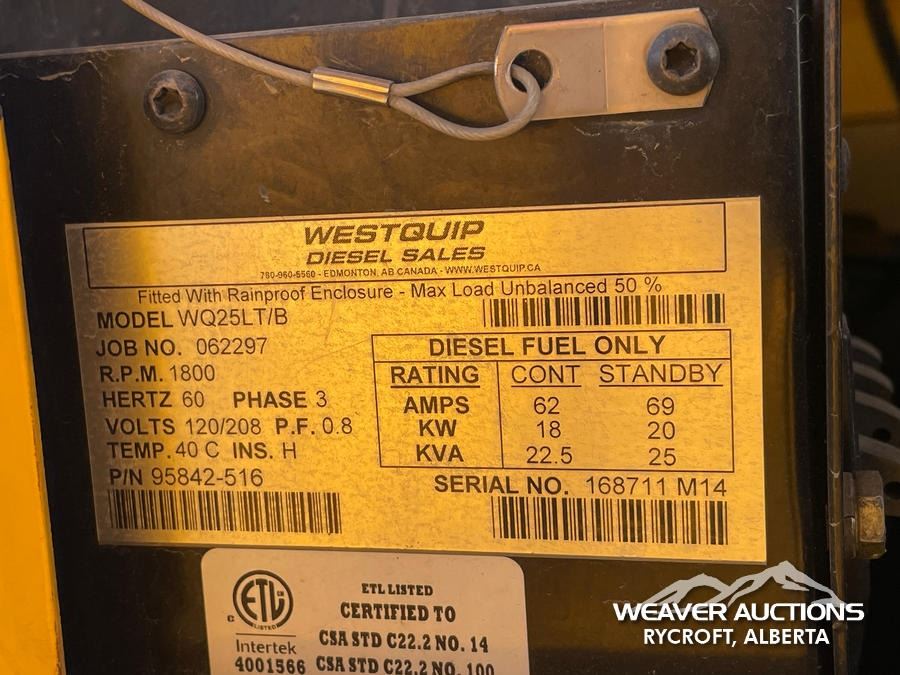 WESTQUIP
DIESEL SALES
780-960-5560 - EDMONTON, AB CANADA - WWW.WESTQUIP.CA
Fitted With Rainproof Enclosure - Max Load Unbalanced 50 %
MODEL WQ25LT/B
JOB NO. 062297
R.P.M. 1800
HERTZ 60 PHASE 3
VOLTS 120/208 P.F. 0.8
TEMP. 40 C INS. H
P/N 95842-516
DIESEL FUEL ONLY
RATING CONT STANDBY
AMPS 62 69
KW 18 20
KVA 22.5 25
SERIAL NO. 168711 M14
ETL LISTED
CERTIFIED TO
CSA STD C22.2 NO. 14
CSA STD C22.2 NO. 100
C ETL
LISTED
Intertek
4001566
WEAVER AUCTIONS
RYCROFT, ALBERTA